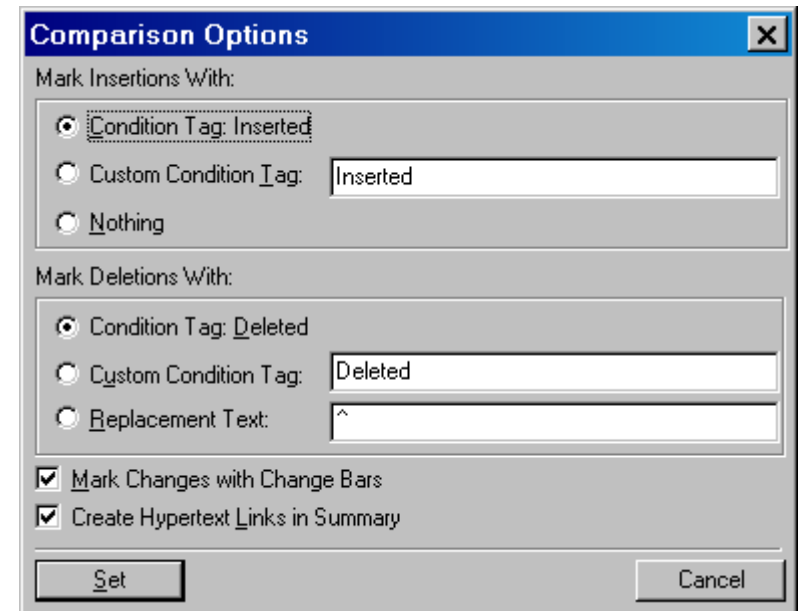 Comparison Options
Mark Insertions With:
Condition Tag: Inserted
Custom Condition Tag: Inserted
Nothing
Mark Deletions With:
Condition Tag: Deleted
Custom Condition Tag: Deleted
Replacement Text: ^
Mark Changes with Change Bars
Create Hypertext Links in Summary
Set Cancel